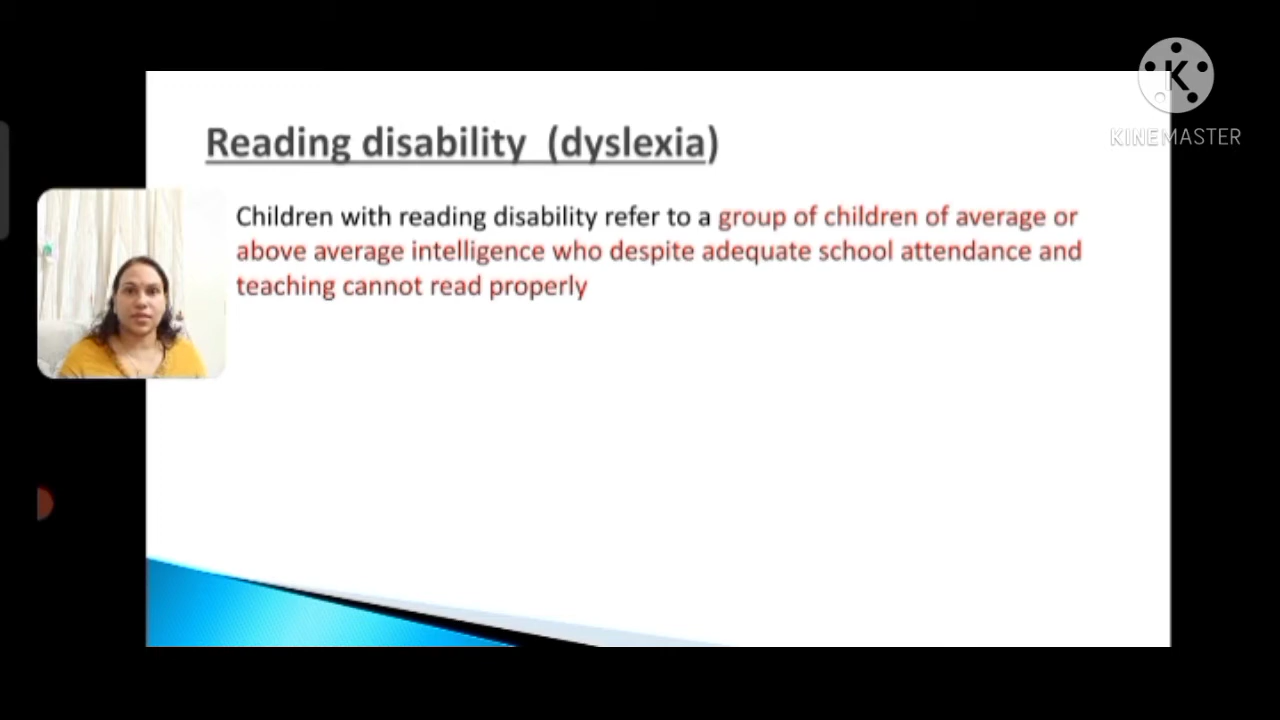 Reading disability (dyslexia)
Children with reading disability refer to a group of children of average or
above average intelligence who despite adequate school attendance and
teaching cannot read properly
K
KINEMASTER